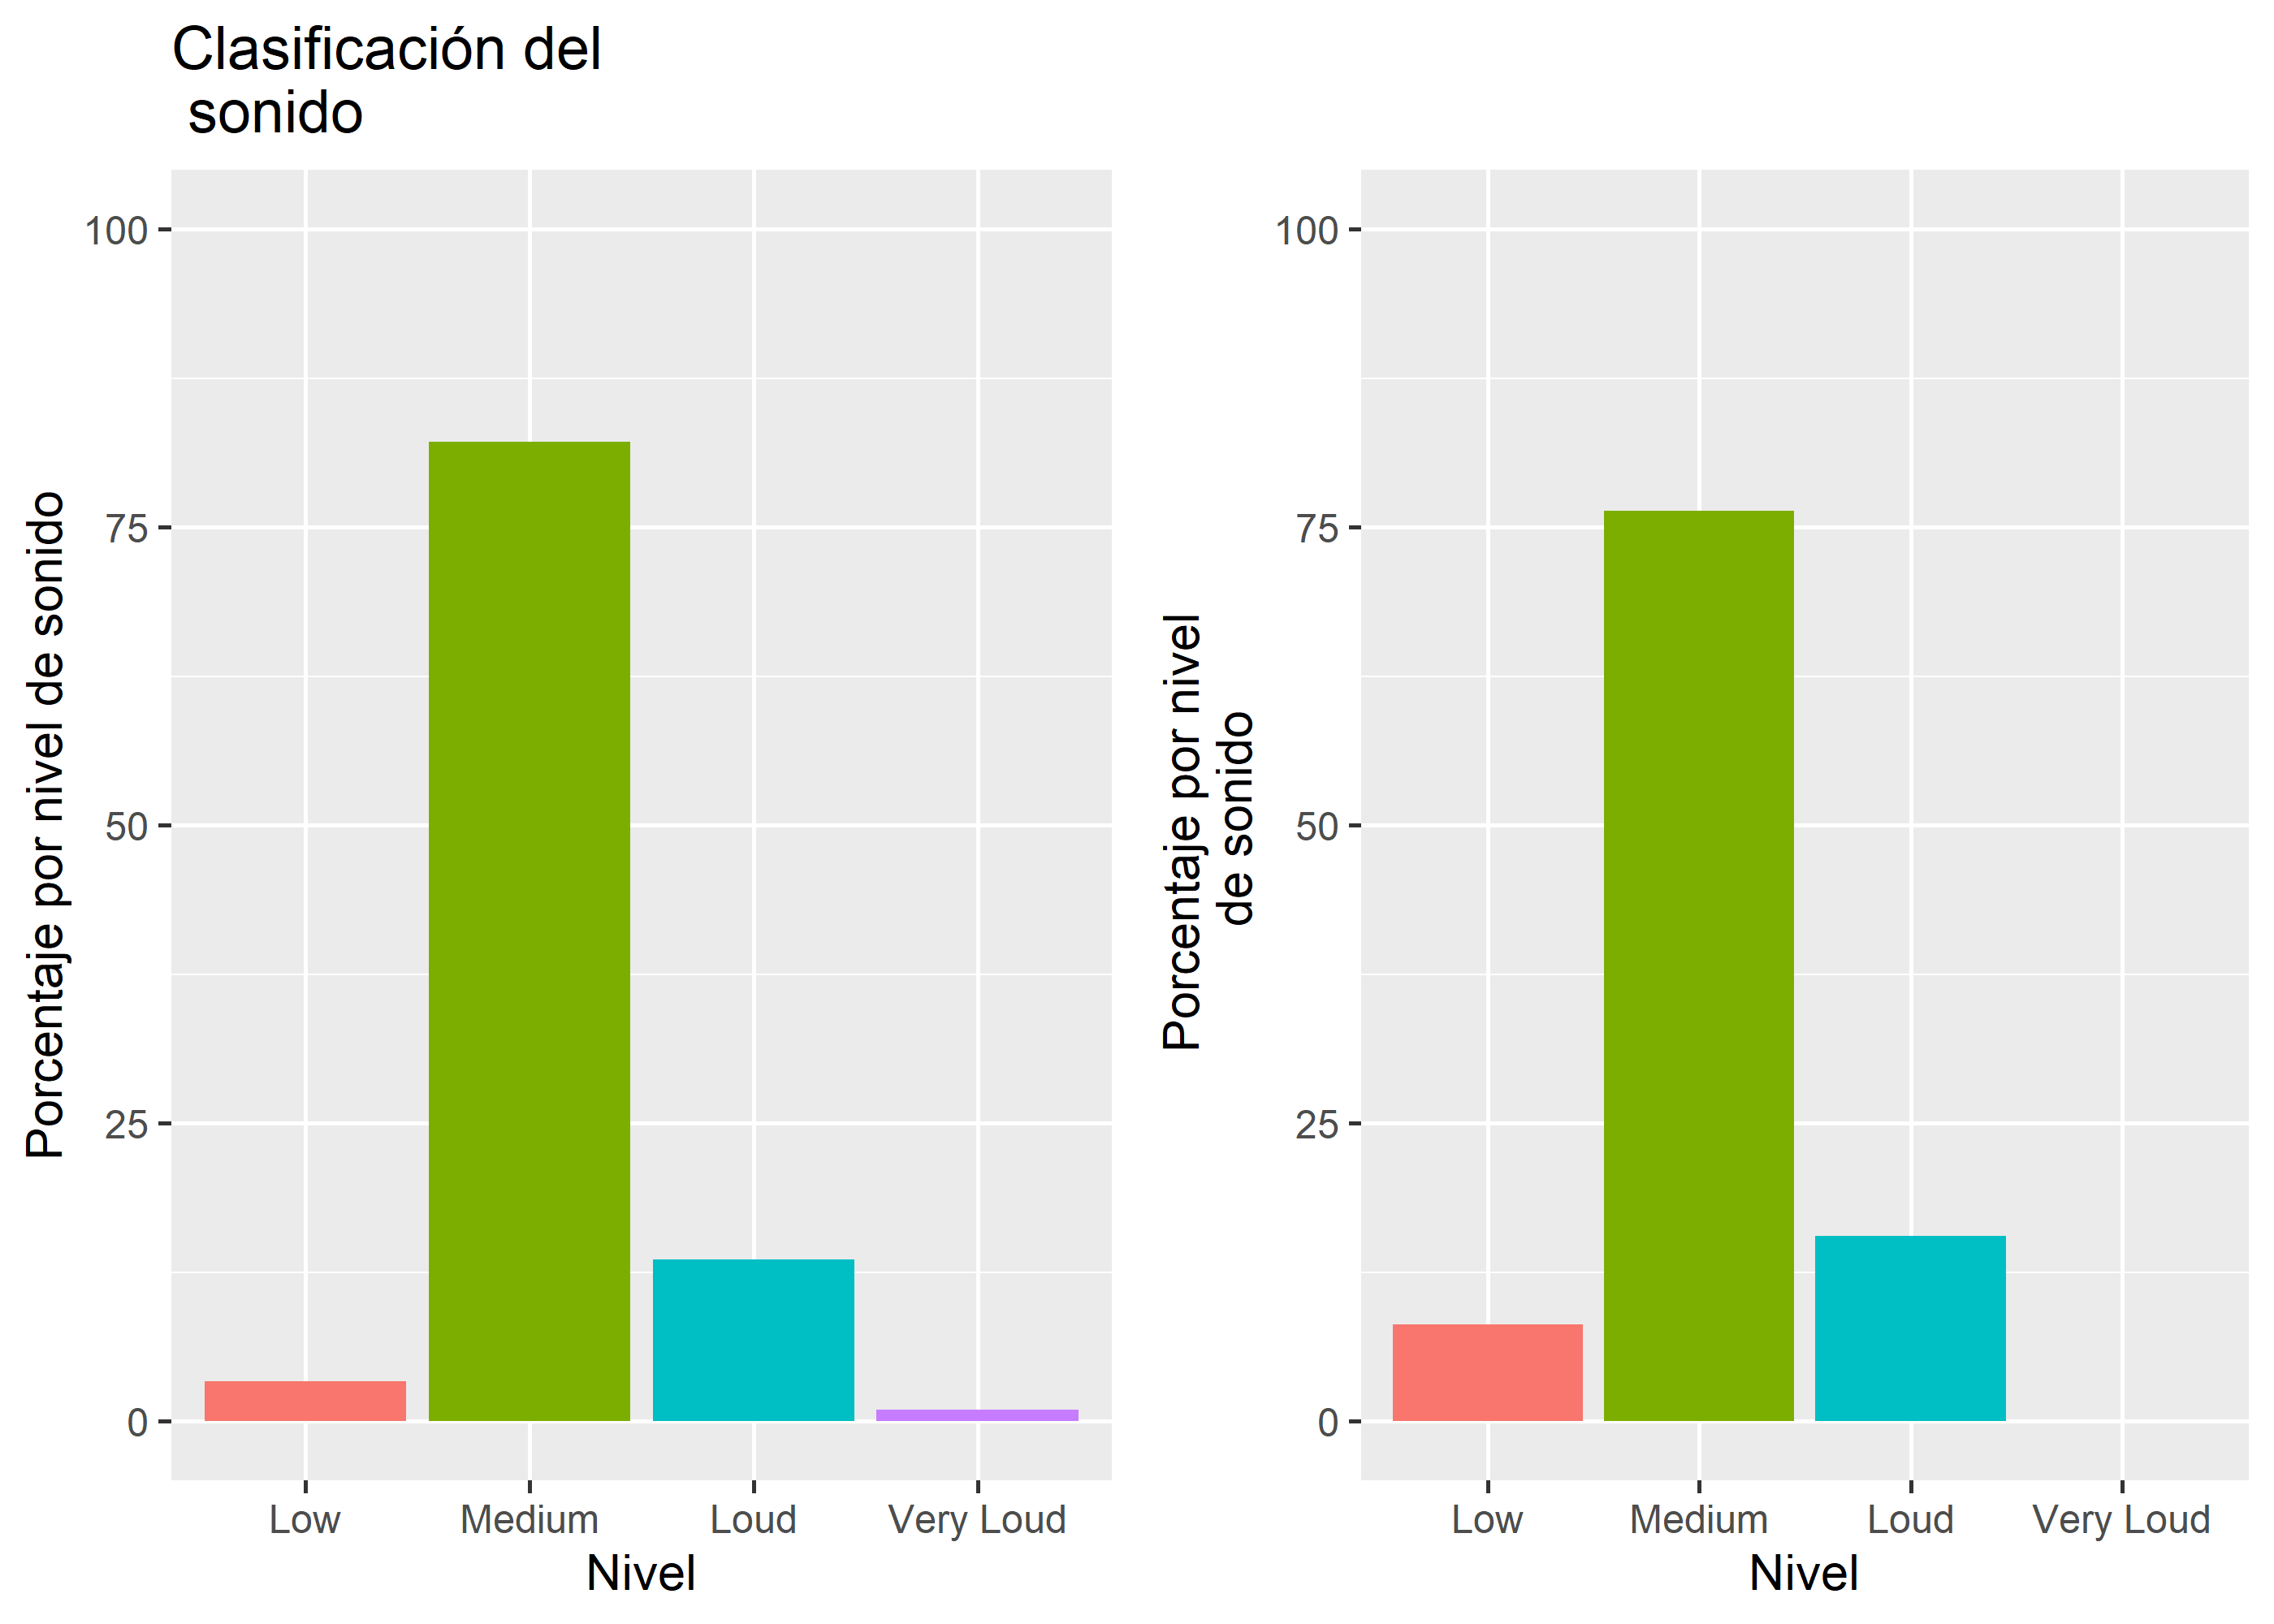 Clasificación del
sonido
Porcentaje por nivel de sonido
100
75
50
25
0
Low Medium Loud Very Loud
Nivel
Porcentaje por nivel
de sonido
100
75
50
25
0
Low Medium Loud Very Loud
Nivel